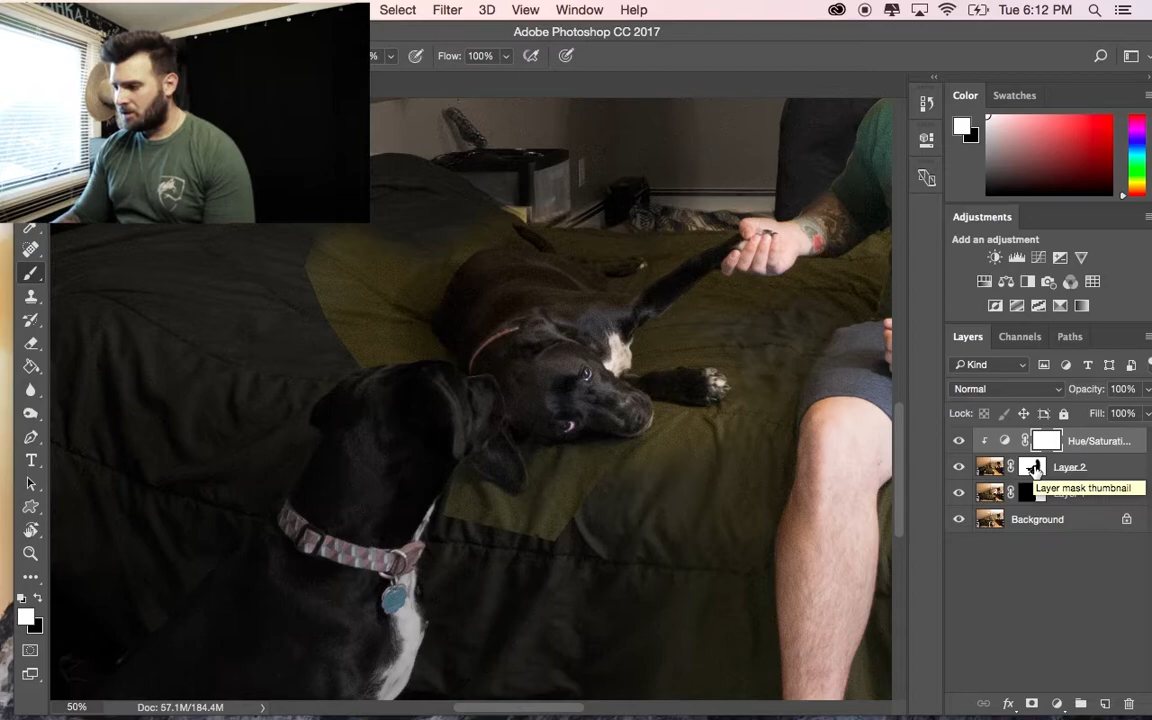 Select Filter 3D View Window Help Tue 6:12 PM
Adobe Photoshop CC 2017
% Flow: 100%
Color Swatches
Adjustments
Add an adjustment
Layers Channels Paths
Kind
Normal Opacity: 100%
Lock: Fill: 100%
Hue/Saturati...
Layer 2
Layer mask thumbnail
Background
50% Doc: 57.1M/184.4M